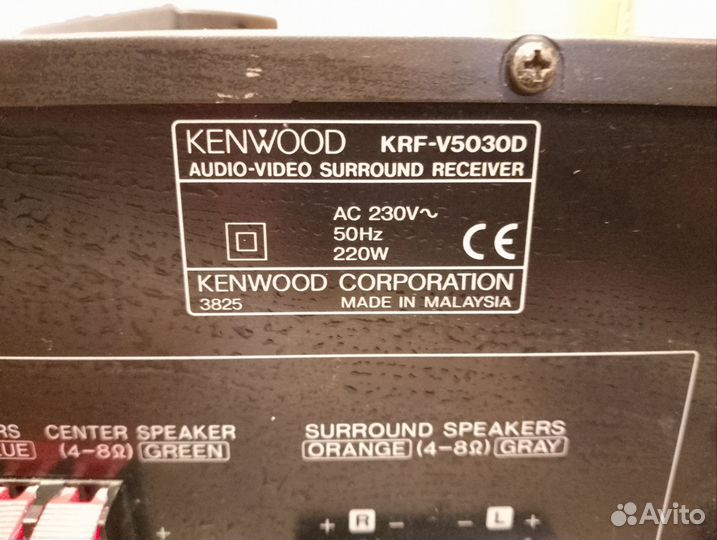 KENWOOD KRF-V5030D
AUDIO-VIDEO SURROUND RECEIVER
AC 230V~
50Hz
220W
CE
KENWOOD CORPORATION
3825 MADE IN MALAYSIA
CENTER SPEAKER
(4-8Ω) GREEN
SURROUND SPEAKERS
ORANGE (4-8Ω) GRAY
+ R - - L +
+
Avito